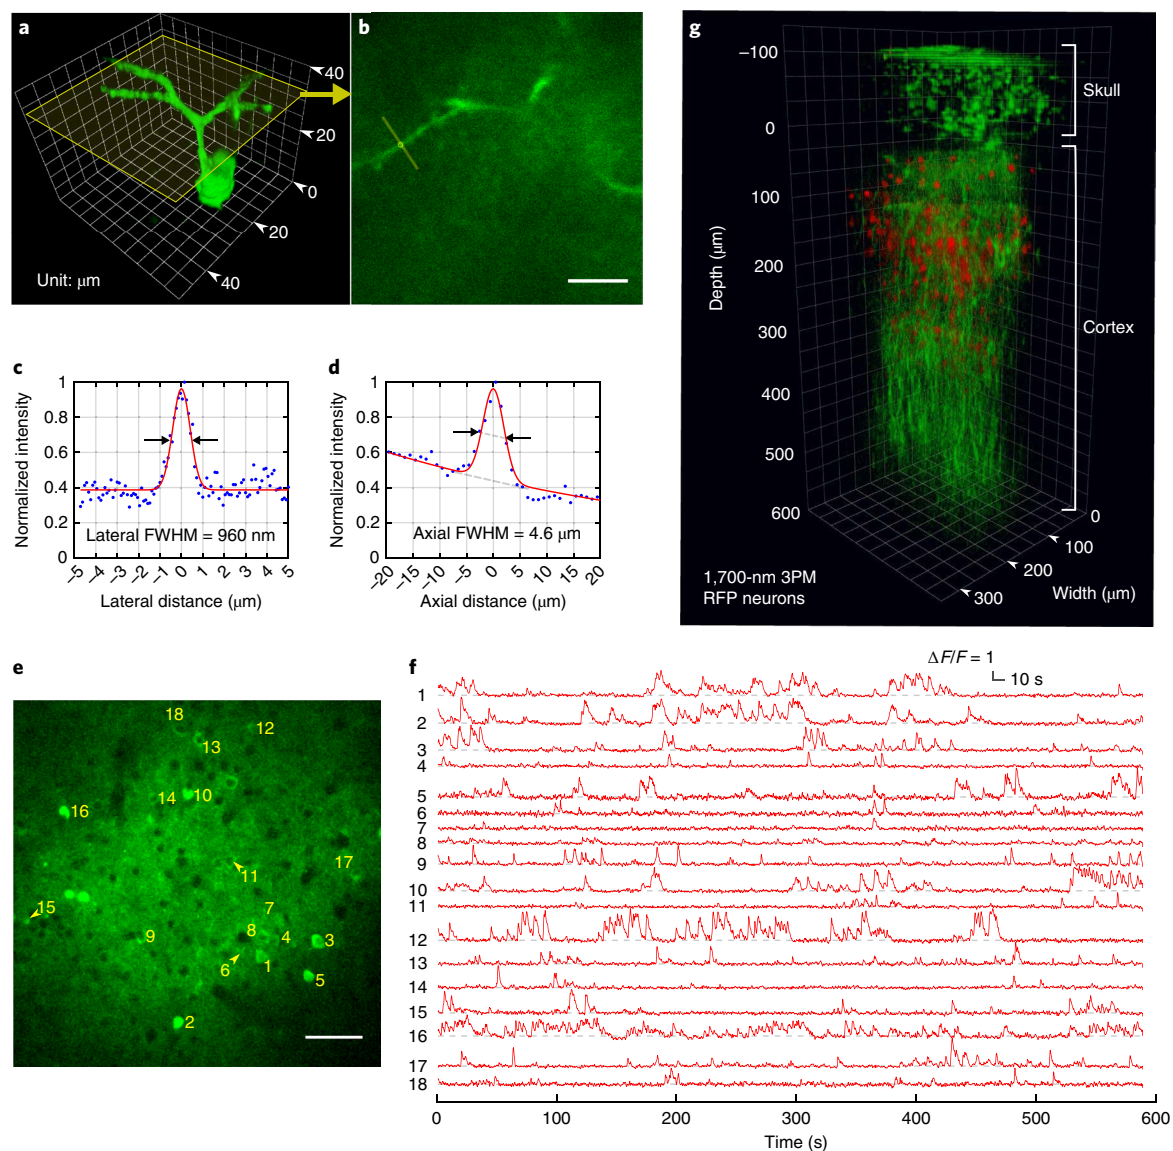 a
40
20
0
20
40
Unit: μm
b
c
Normalized intensity
1
0.8
0.6
0.4
0.2
0
Lateral FWHM = 960 nm
–5 –4 –3 –2 –1 0 1 2 3 4 5
Lateral distance (μm)
d
Normalized intensity
1
0.8
0.6
0.4
0.2
0
Axial FWHM = 4.6 μm
–20 –15 –10 –5 0 5 10 15 20
Axial distance (μm)
g
–100
0
100
200
300
400
500
600
Depth (μm)
Skull
Cortex
0
100
200
300
Width (μm)
1,700-nm 3PM
RFP neurons
e
18
12
13
14 10
16
17
11
15
7
9
8 4 3
6 1
5
2
f
ΔF/F = 1
10 s
1
2
3
4
5
6
7
8
9
10
11
12
13
14
15
16
17
18
0 100 200 300 400 500 600
Time (s)